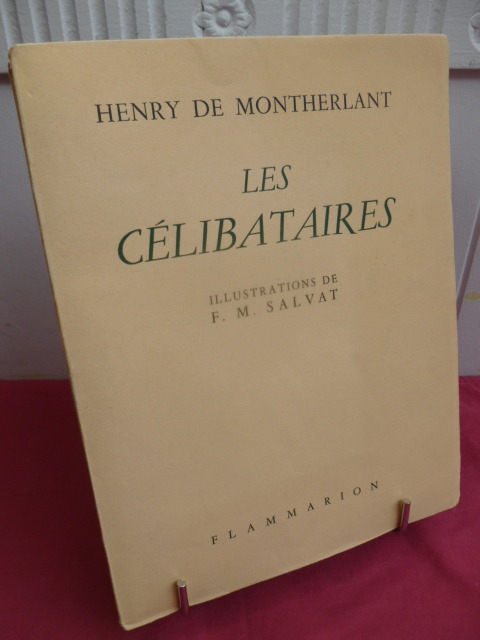 HENRY DE MONTHERLANT
LES
CÉLIBATAIRES
ILLUSTRATIONS DE
F. M. SALVAT
FLAMMARION